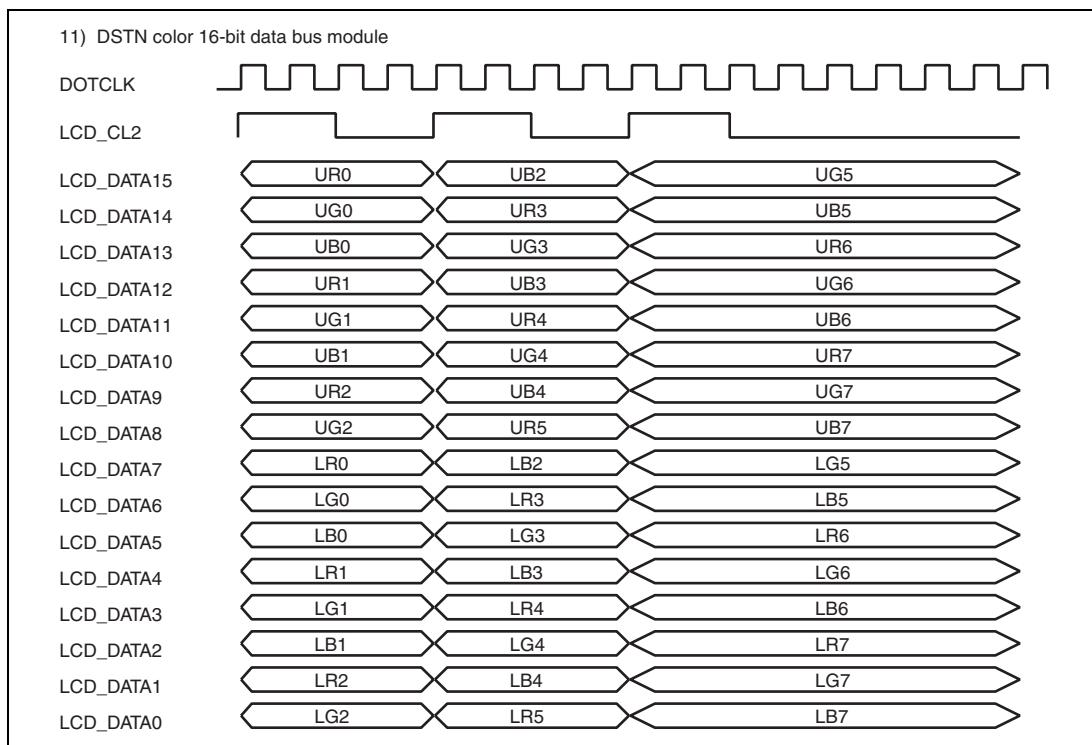 11) DSTN color 16-bit data bus module
DOTCLK
LCD_CL2
LCD_DATA15 UR0 UB2 UG5
LCD_DATA14 UG0 UR3 UB5
LCD_DATA13 UB0 UG3 UR6
LCD_DATA12 UR1 UB3 UG6
LCD_DATA11 UG1 UR4 UB6
LCD_DATA10 UB1 UG4 UR7
LCD_DATA9 UR2 UB4 UG7
LCD_DATA8 UG2 UR5 UB7
LCD_DATA7 LR0 LB2 LG5
LCD_DATA6 LG0 LR3 LB5
LCD_DATA5 LB0 LG3 LR6
LCD_DATA4 LR1 LB3 LG6
LCD_DATA3 LG1 LR4 LB6
LCD_DATA2 LB1 LG4 LR7
LCD_DATA1 LR2 LB4 LG7
LCD_DATA0 LG2 LR5 LB7